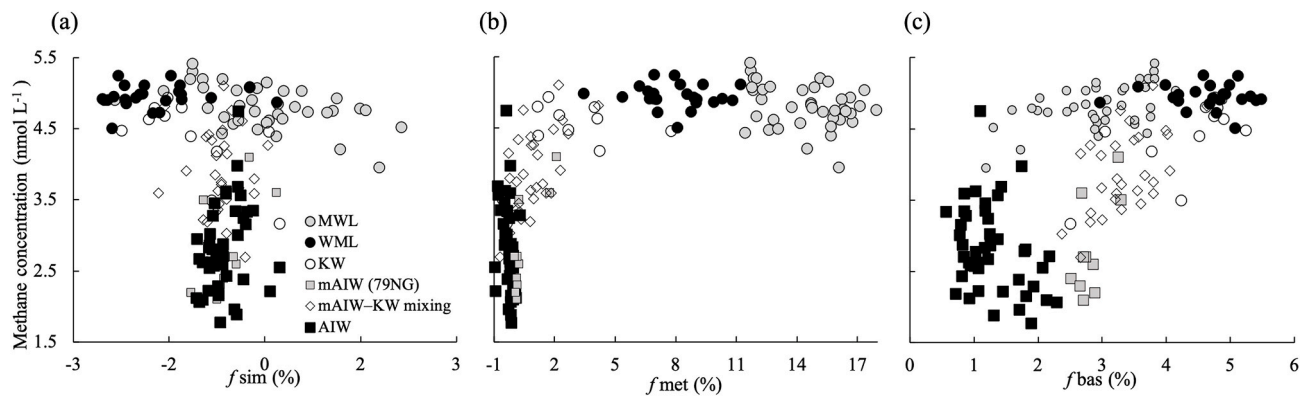 (a)
(b)
(c)
Methane concentration (nmol L⁻¹)
5.5
4.5
3.5
2.5
1.5
MWL
WML
KW
mAIW (79NG)
mAIW–KW mixing
AIW
-3 -2 0 2 3
f sim (%)
-1 2 5 8 11 14 17
f met (%)
0 1 2 3 4 5 6
f bas (%)